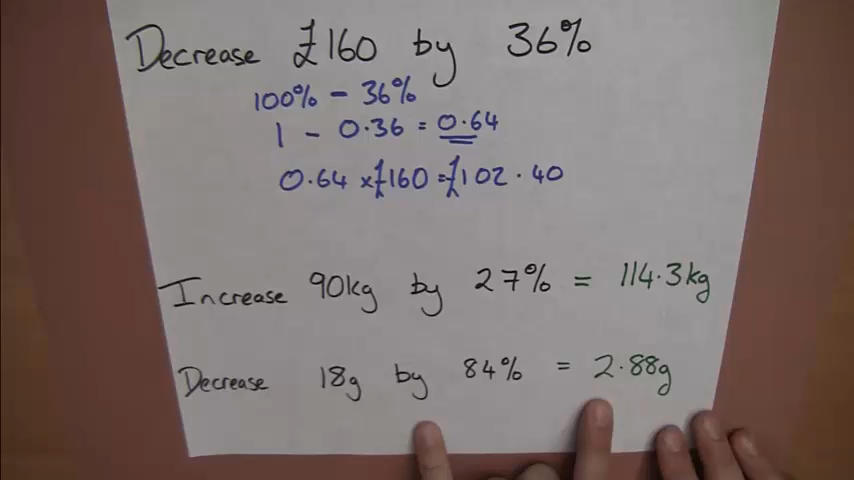 Decrease £160 by 36%
100% - 36%
1 - 0.36 = 0.64
0.64 x £160 = £102.40
Increase 90kg by 27% = 114.3kg
Decrease 18g by 84% = 2.88g